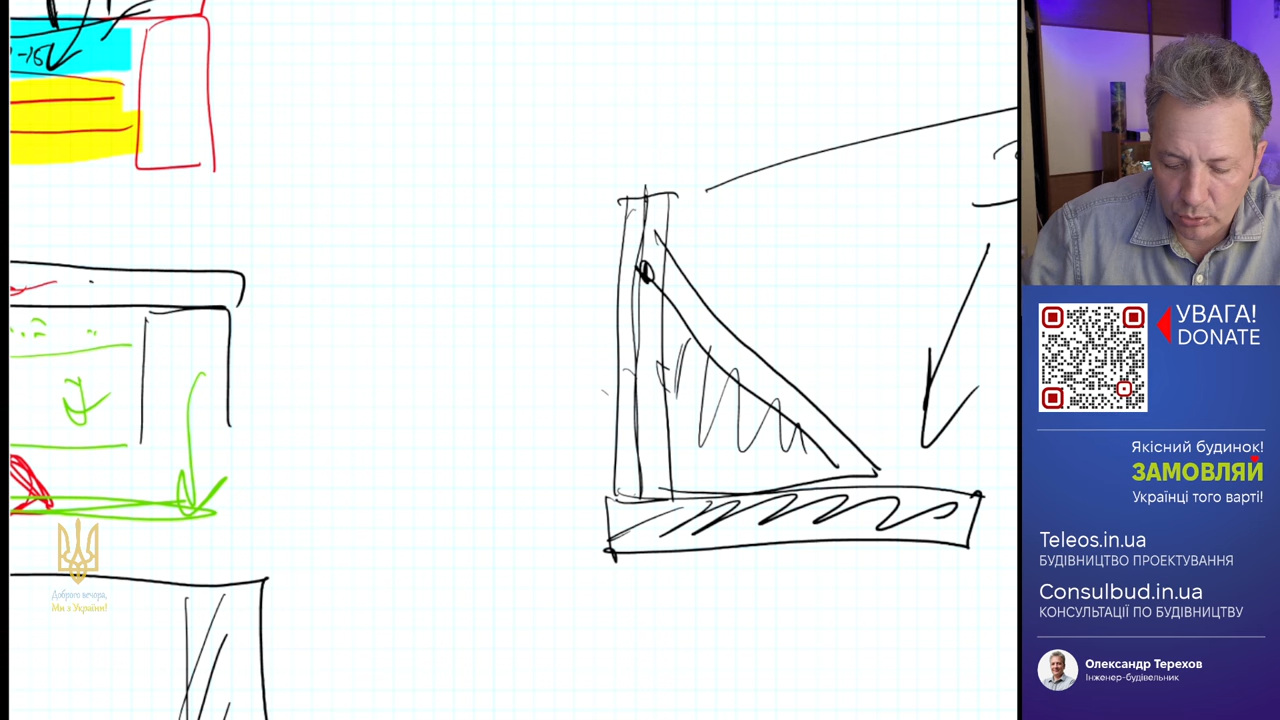 -15
УВАГА!
DONATE
Якісний будинок!
ЗАМОВЛЯЙ
Українці того варті!
Teleos.in.ua
БУДІВНИЦТВО ПРОЕКТУВАННЯ
Consulbud.in.ua
КОНСУЛЬТАЦІЇ ПО БУДІВНИЦТВУ
Олександр Терехов
Інженер-будівельник
Доброго вечора,
Ми з України!